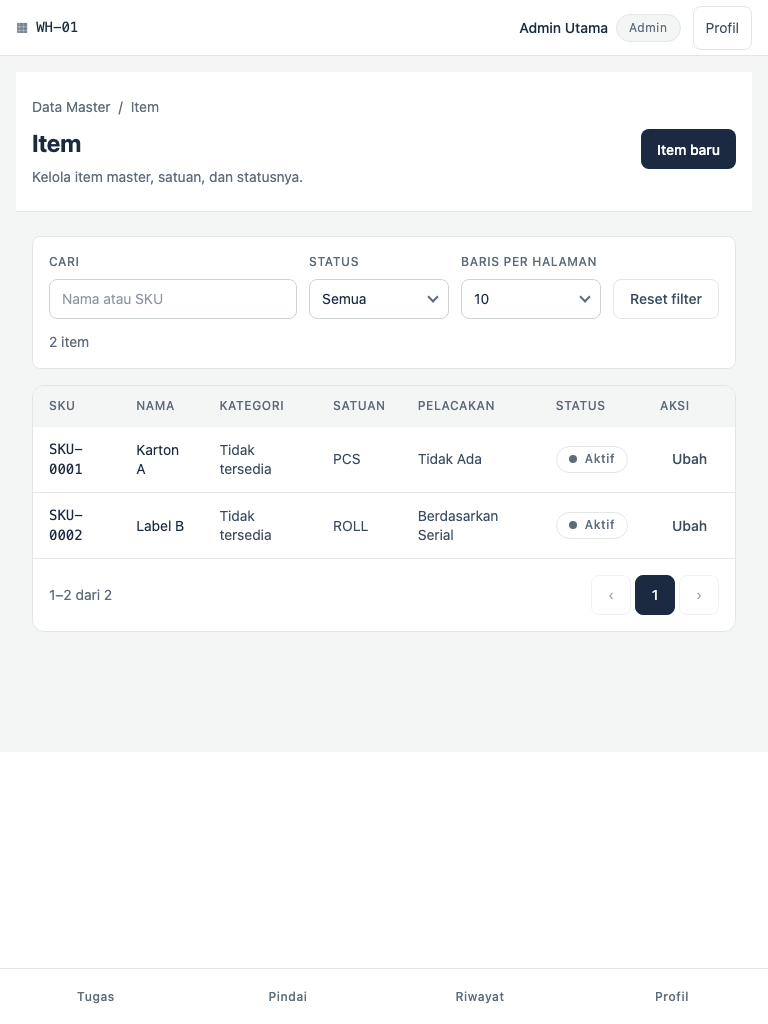 WH-01
Admin Utama
Admin
Profil
Data Master / Item
Item
Item baru
Kelola item master, satuan, dan statusnya.
CARI
STATUS
BARIS PER HALAMAN
Nama atau SKU
Semua
10
Reset filter
2 item
SKU NAMA KATEGORI SATUAN PELACAKAN STATUS AKSI
SKU-
0001
Karton
A
Tidak
tersedia
PCS
Tidak Ada
Aktif
Ubah
SKU-
0002
Label B
Tidak
tersedia
ROLL
Berdasarkan
Serial
Aktif
Ubah
1–2 dari 2
‹ 1 ›
Tugas Pindai Riwayat Profil